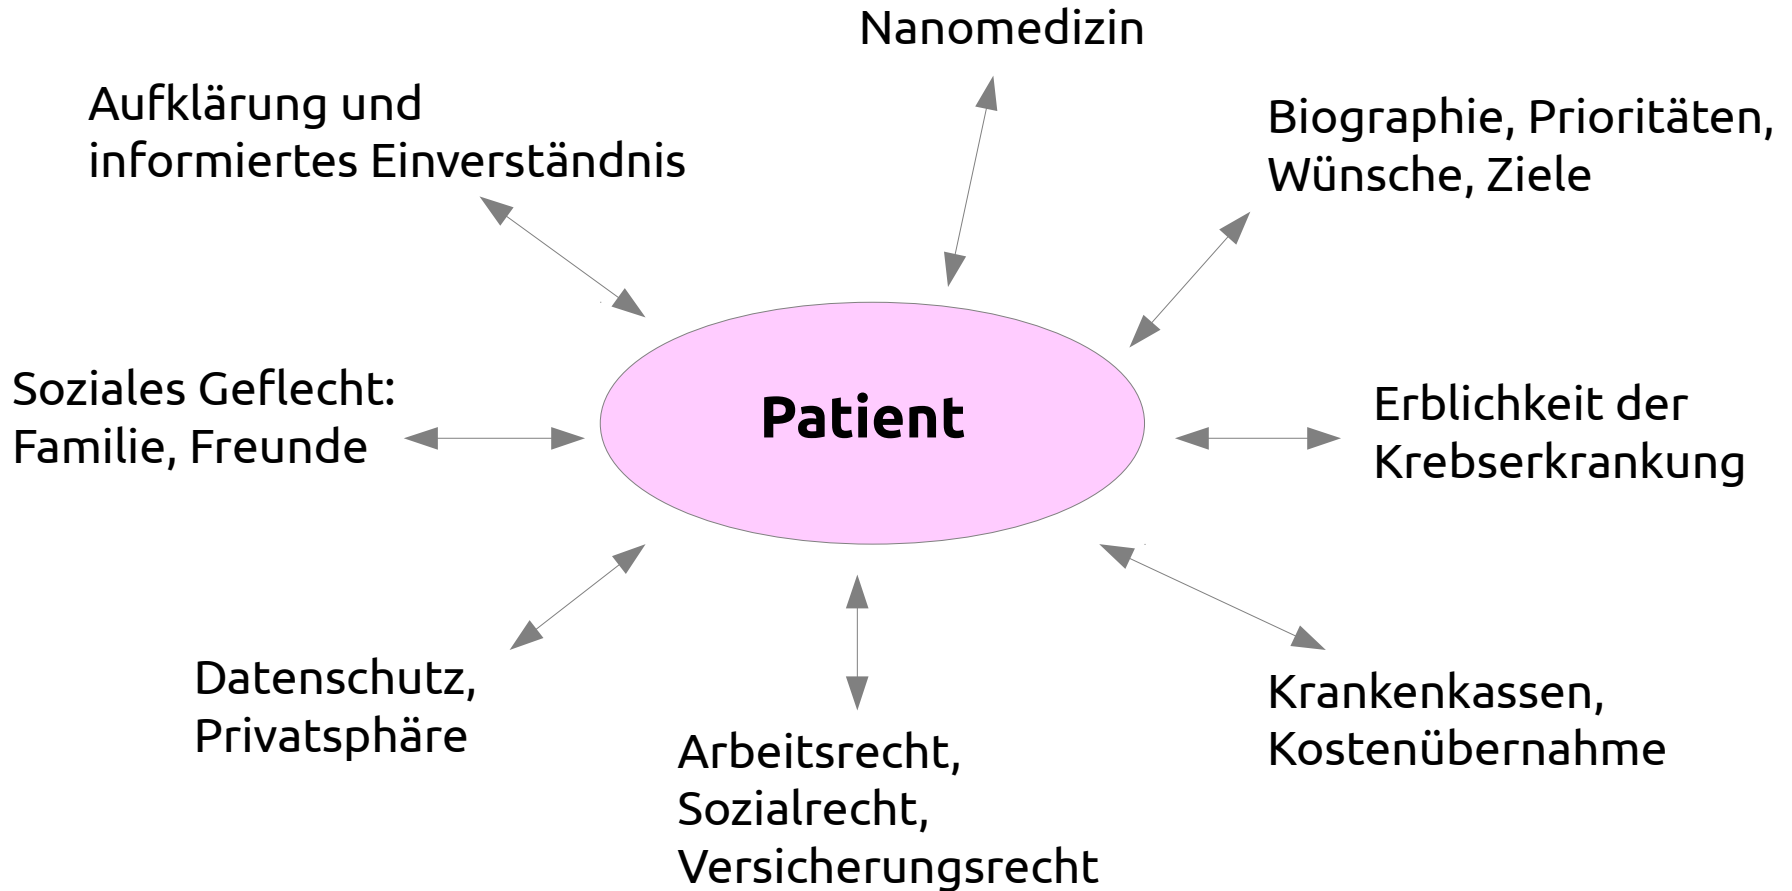 Nanomedizin
Aufklärung und
informiertes Einverständnis
Biographie, Prioritäten,
Wünsche, Ziele
Soziales Geflecht:
Familie, Freunde
Patient
Erblichkeit der
Krebserkrankung
Datenschutz,
Privatsphäre
Arbeitsrecht,
Sozialrecht,
Versicherungsrecht
Krankenkassen,
Kostenübernahme